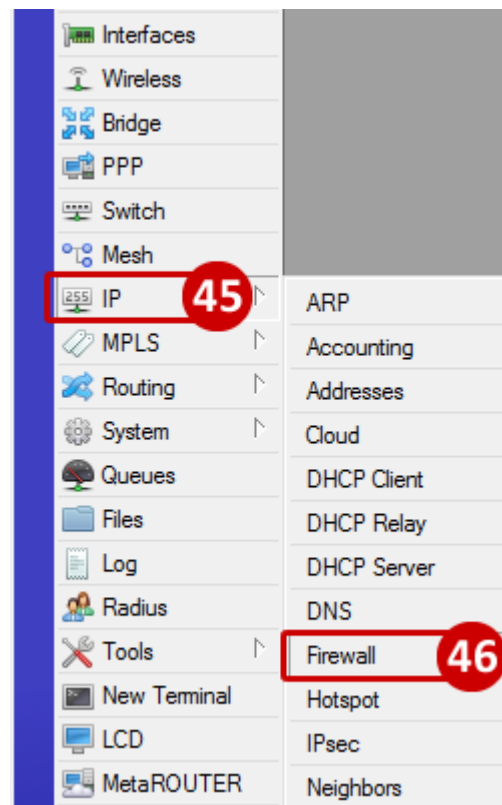 Interfaces
Wireless
Bridge
PPP
Switch
Mesh
255 IP 45
MPLS
Routing
System
Queues
Files
Log
Radius
Tools
New Terminal
LCD
MetaROUTER
ARP
Accounting
Addresses
Cloud
DHCP Client
DHCP Relay
DHCP Server
DNS
Firewall 46
Hotspot
IPsec
Neighbors